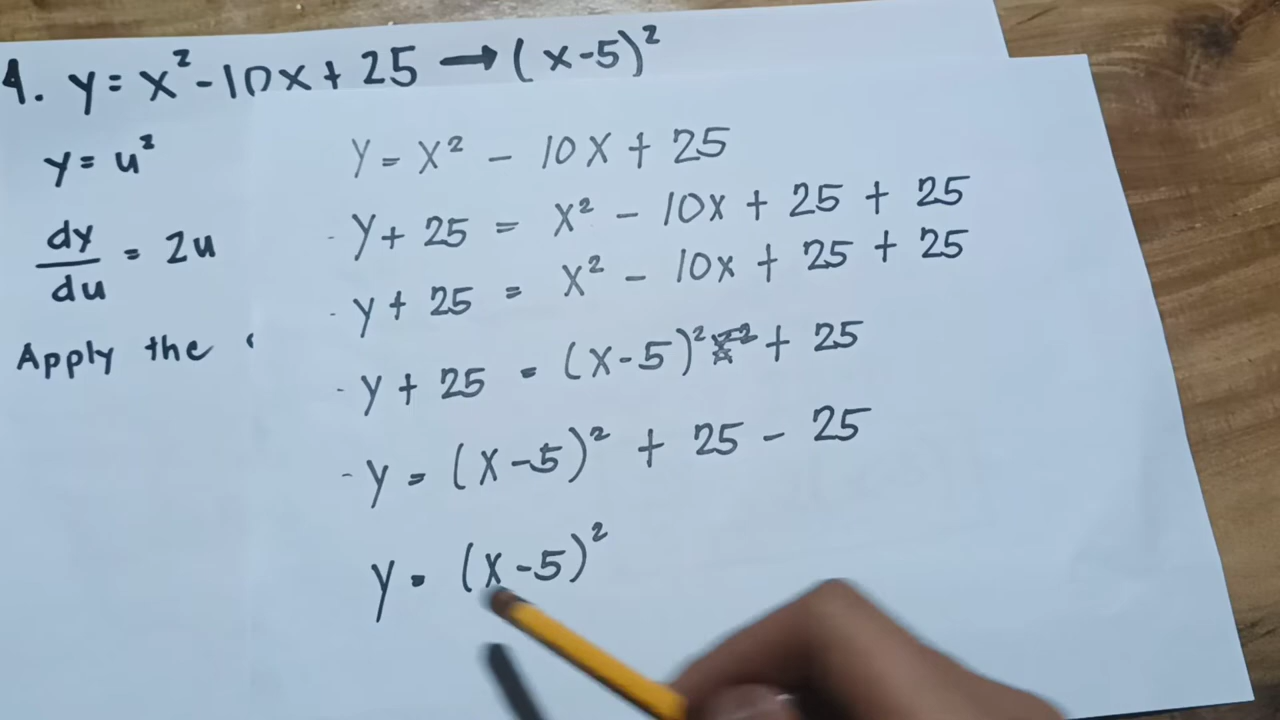 4. y = x² - 10x + 25 → (x-5)²
y = u²
dy/du = 2u
Apply the
y = x² - 10x + 25
- y + 25 = x² - 10x + 25 + 25
- y + 25 = x² - 10x + 25 + 25
- y + 25 = (x-5)² + 25
- y = (x-5)² + 25 - 25
y = (x-5)²